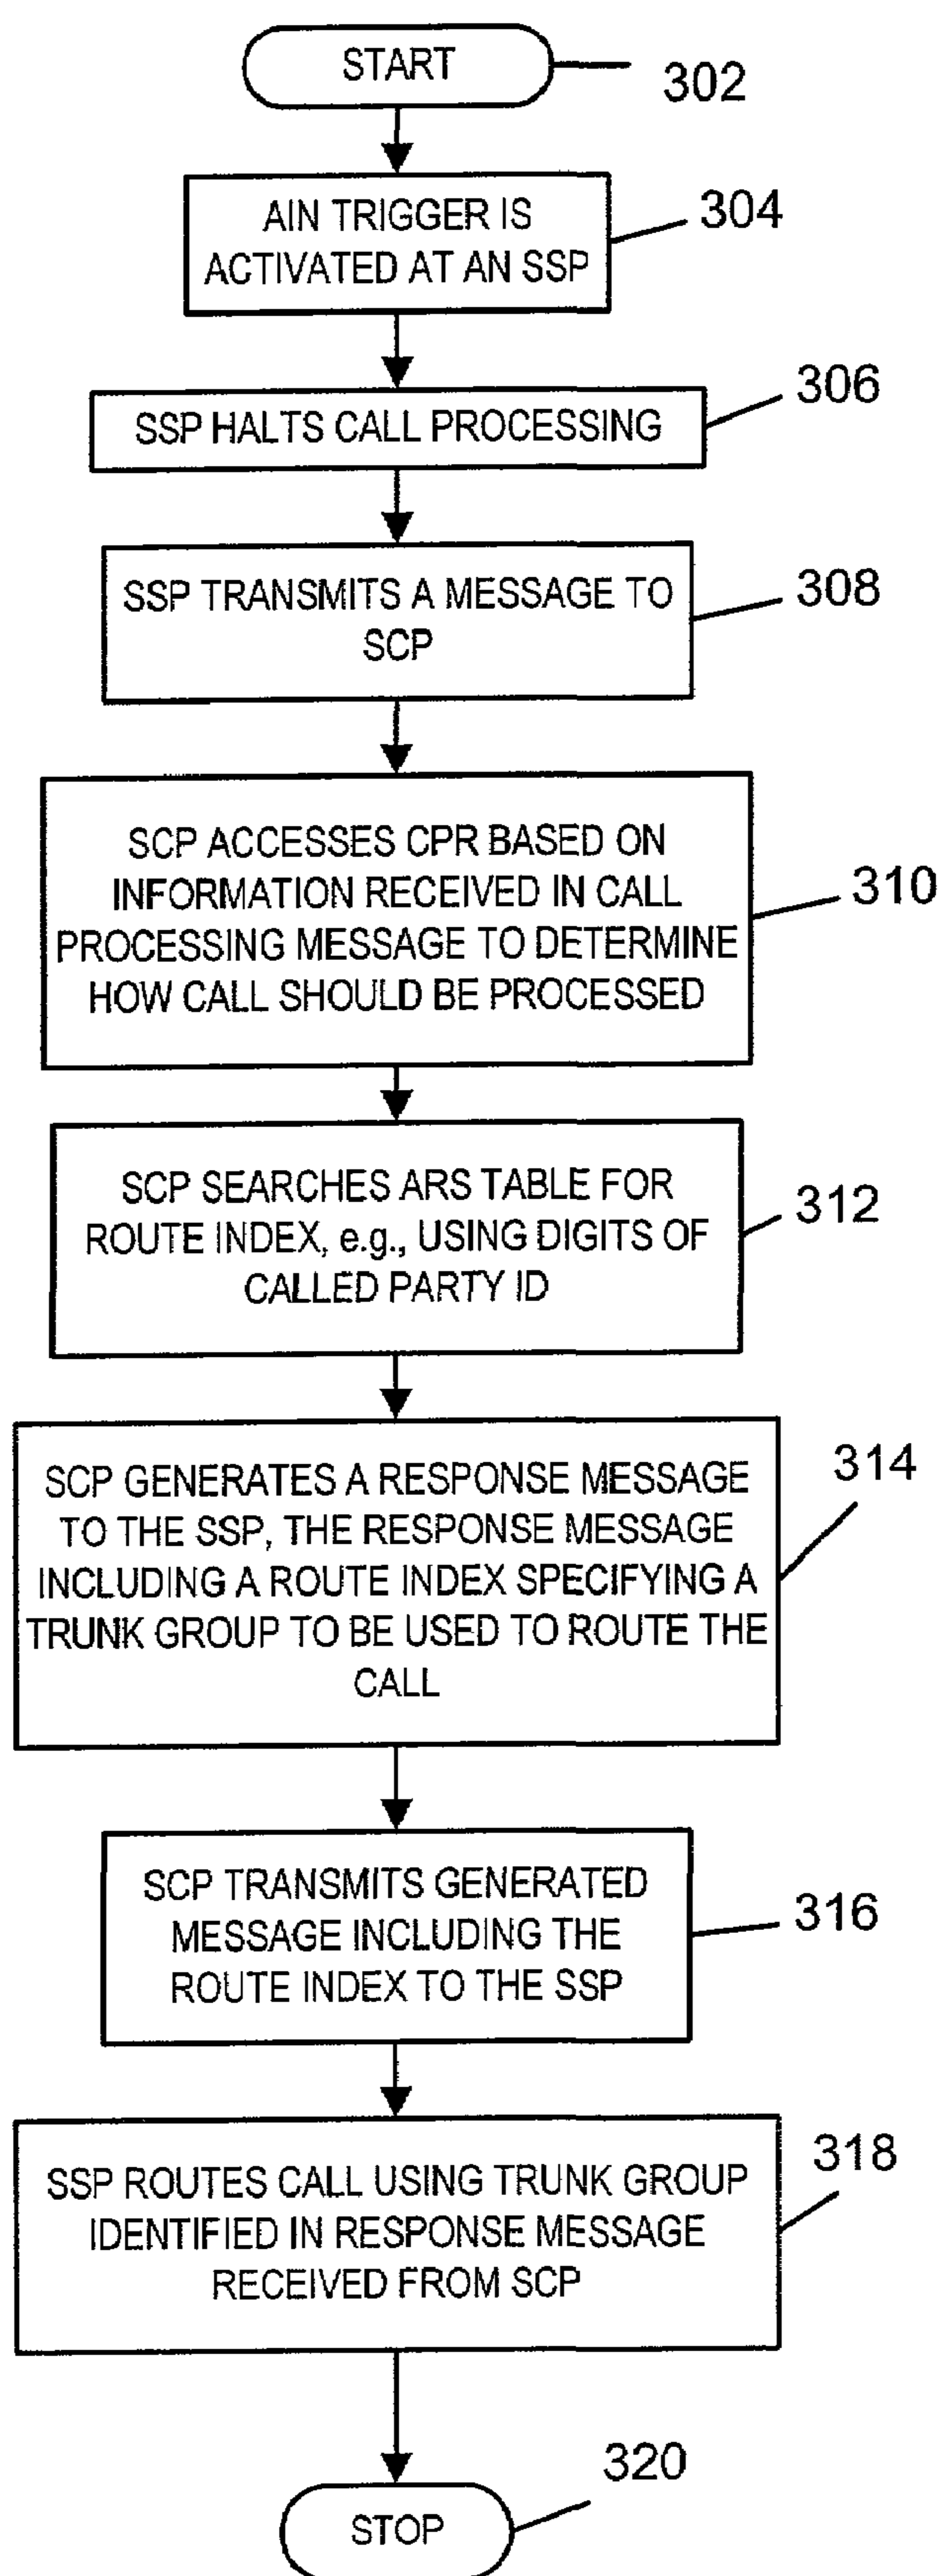 START
302
AIN TRIGGER IS
ACTIVATED AT AN SSP
304
SSP HALTS CALL PROCESSING
306
SSP TRANSMITS A MESSAGE TO
SCP
308
SCP ACCESSES CPR BASED ON
INFORMATION RECEIVED IN CALL
PROCESSING MESSAGE TO DETERMINE
HOW CALL SHOULD BE PROCESSED
310
SCP SEARCHES ARS TABLE FOR
ROUTE INDEX, e.g., USING DIGITS OF
CALLED PARTY ID
312
SCP GENERATES A RESPONSE MESSAGE
TO THE SSP, THE RESPONSE MESSAGE
INCLUDING A ROUTE INDEX SPECIFYING A
TRUNK GROUP TO BE USED TO ROUTE THE
CALL
314
SCP TRANSMITS GENERATED
MESSAGE INCLUDING THE
ROUTE INDEX TO THE SSP
316
SSP ROUTES CALL USING TRUNK GROUP
IDENTIFIED IN RESPONSE MESSAGE
RECEIVED FROM SCP
318
STOP
320